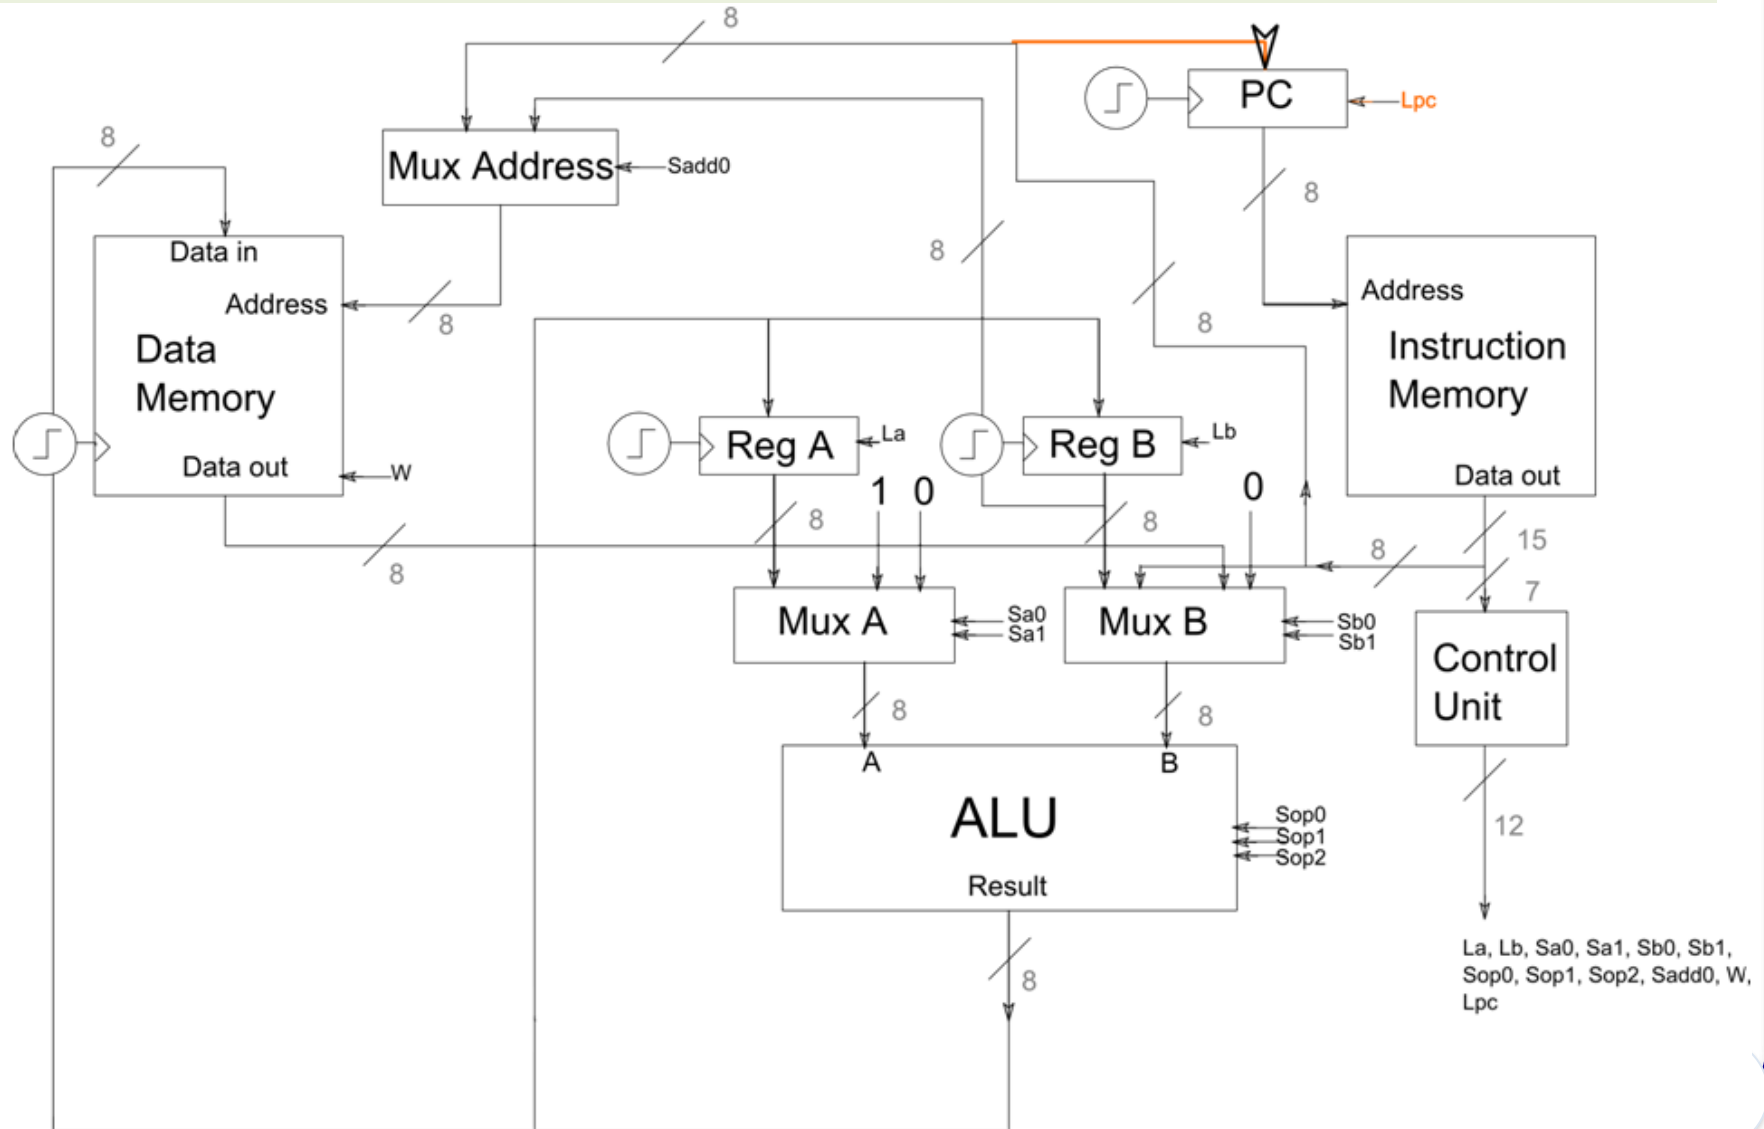 8
PC
Lpc
8
Mux Address
Sadd0
8
8
Data in
Address
8
Data
Memory
Data out
W
8
8
Address
Instruction
Memory
Data out
Reg A
La
Reg B
Lb
1 0
0
8
8
8
15
8
7
Mux A
Sa0
Sa1
Mux B
Sb0
Sb1
Control
Unit
8
8
A
B
ALU
Sop0
Sop1
Sop2
Result
12
8
La, Lb, Sa0, Sa1, Sb0, Sb1,
Sop0, Sop1, Sop2, Sadd0, W,
Lpc